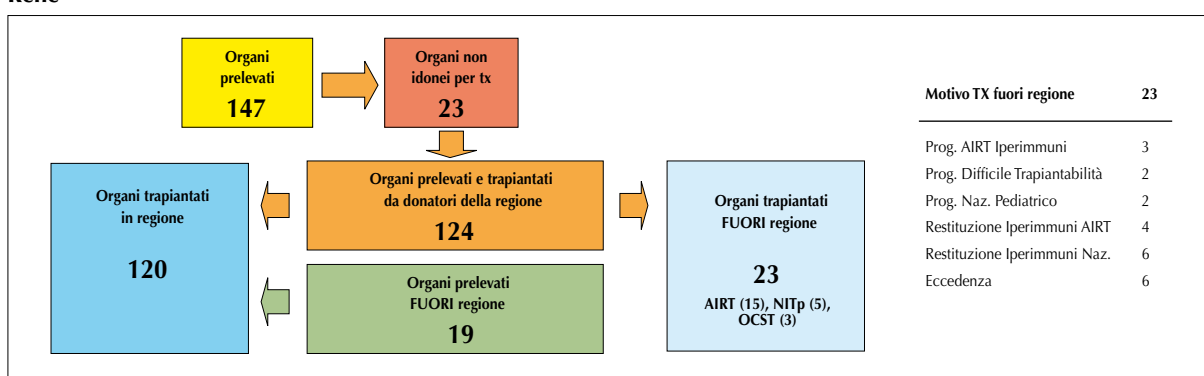 Organi
prelevati
147
Organi non
idonei per tx
23
Organi trapiantati
in regione
120
Organi prelevati e trapiantati
da donatori della regione
124
Organi prelevati
FUORI regione
19
Organi trapiantati
FUORI regione
23
AIRT (15), NITp (5),
OCST (3)
Motivo TX fuori regione 23
Prog. AIRT Iperimmuni 3
Prog. Difficile Trapiantabilità 2
Prog. Naz. Pediatrico 2
Restituzione Iperimmuni AIRT 4
Restituzione Iperimmuni Naz. 6
Eccedenza 6